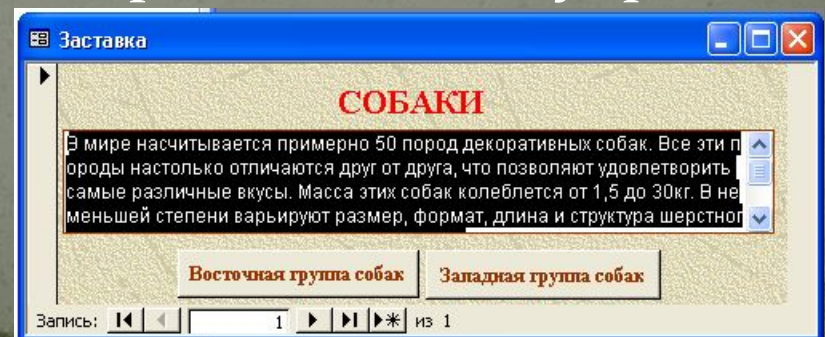 Заставка
СОБАКИ
В мире насчитывается примерно 50 пород декоративных собак. Все эти п
ороды настолько отличаются друг от друга, что позволяют удовлетворить
самые различные вкусы. Масса этих собак колеблется от 1,5 до 30кг. В не
меньшей степени варьируют размер, формат, длина и структура шерстног
Восточная группа собак Западная группа собак
Запись: 1 из 1